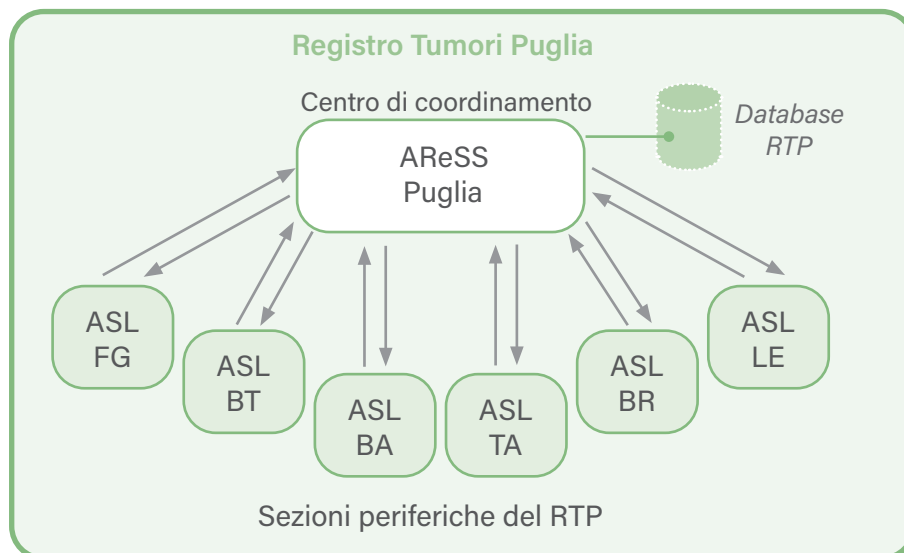 Registro Tumori Puglia
Centro di coordinamento
AReSS
Puglia
Database
RTP
ASL
FG
ASL
BT
ASL
BA
ASL
TA
ASL
BR
ASL
LE
Sezioni periferiche del RTP